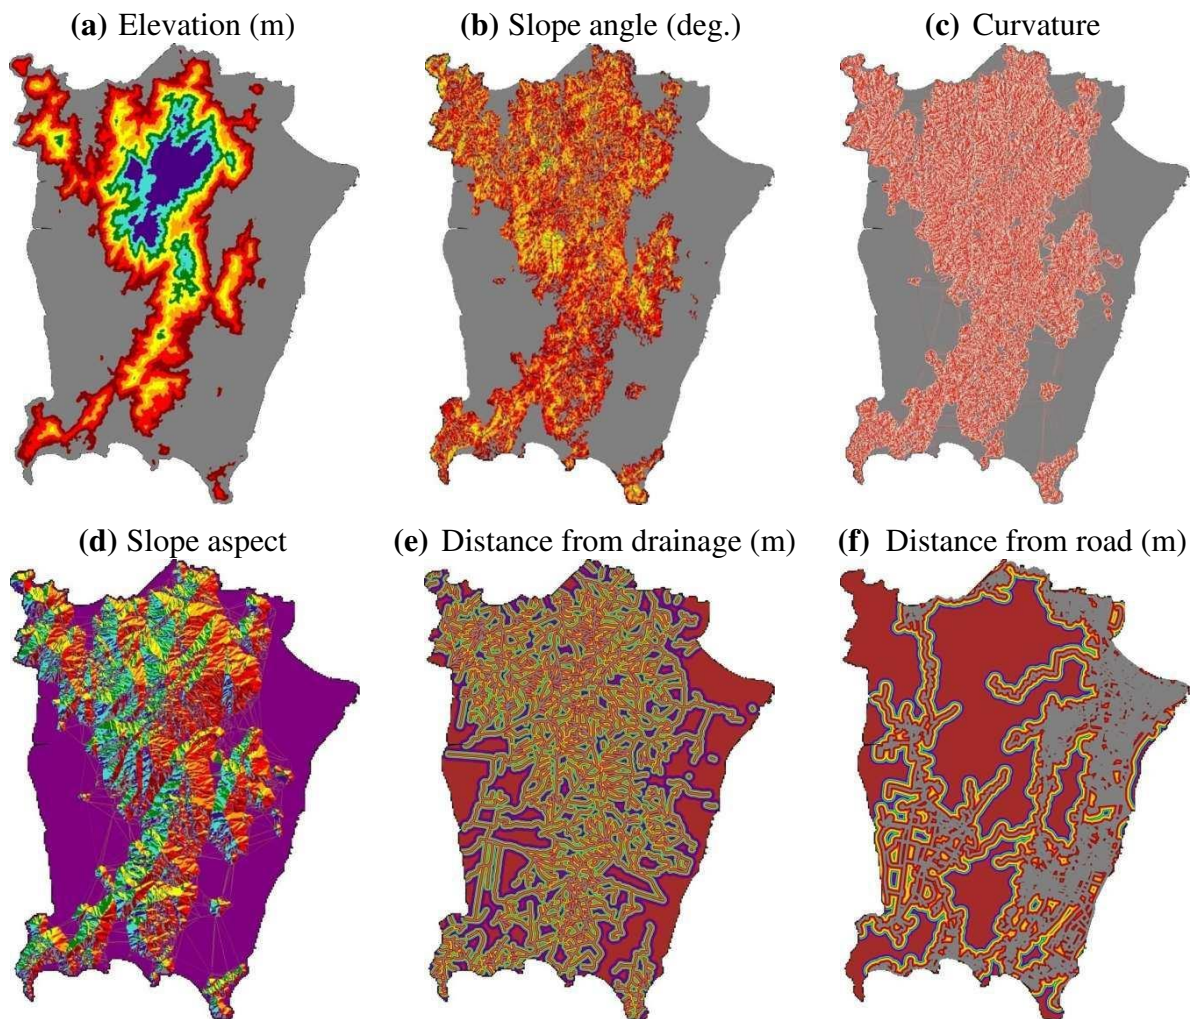 (a) Elevation (m)
(b) Slope angle (deg.)
(c) Curvature
(d) Slope aspect
(e) Distance from drainage (m)
(f) Distance from road (m)